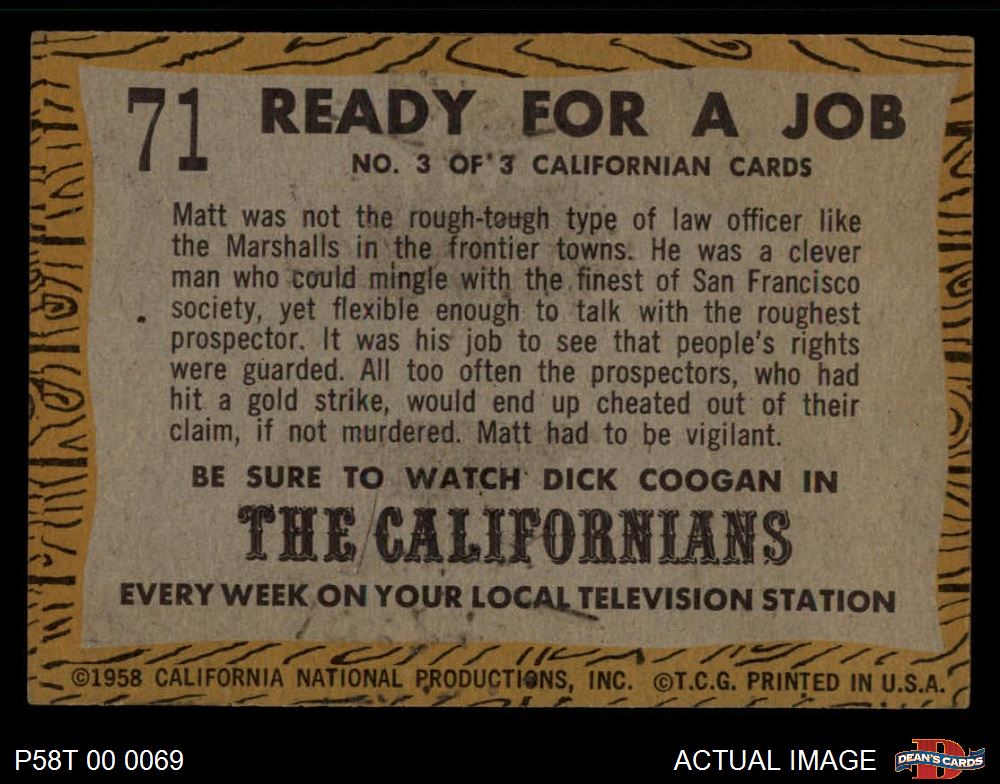 71 READY FOR A JOB
NO. 3 OF 3 CALIFORNIAN CARDS
Matt was not the rough-tough type of law officer like
the Marshalls in the frontier towns. He was a clever
man who could mingle with the finest of San Francisco
society, yet flexible enough to talk with the roughest
prospector. It was his job to see that people's rights
were guarded. All too often the prospectors, who had
hit a gold strike, would end up cheated out of their
claim, if not murdered. Matt had to be vigilant.
BE SURE TO WATCH DICK COOGAN IN
THE CALIFORNIANS
EVERY WEEK ON YOUR LOCAL TELEVISION STATION
©1958 CALIFORNIA NATIONAL PRODUCTIONS, INC. ©T.C.G. PRINTED IN U.S.A.
P58T 00 0069
ACTUAL IMAGE
D
DEAN'S CARDS